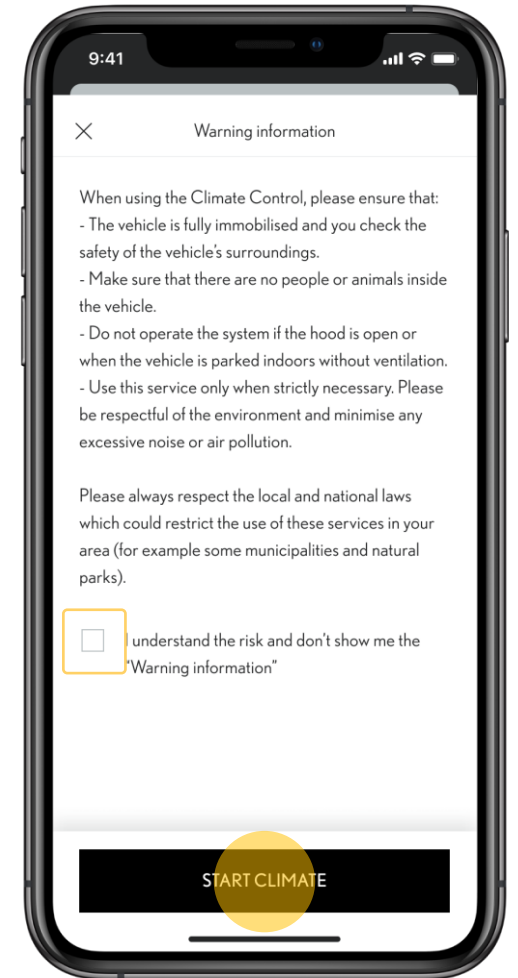 9:41
Warning information
When using the Climate Control, please ensure that:
- The vehicle is fully immobilised and you check the
safety of the vehicle's surroundings.
- Make sure that there are no people or animals inside
the vehicle.
- Do not operate the system if the hood is open or
when the vehicle is parked indoors without ventilation.
- Use this service only when strictly necessary. Please
be respectful of the environment and minimise any
excessive noise or air pollution.
Please always respect the local and national laws
which could restrict the use of these services in your
area (for example some municipalities and natural
parks).
I understand the risk and don't show me the
"Warning information"
START CLIMATE